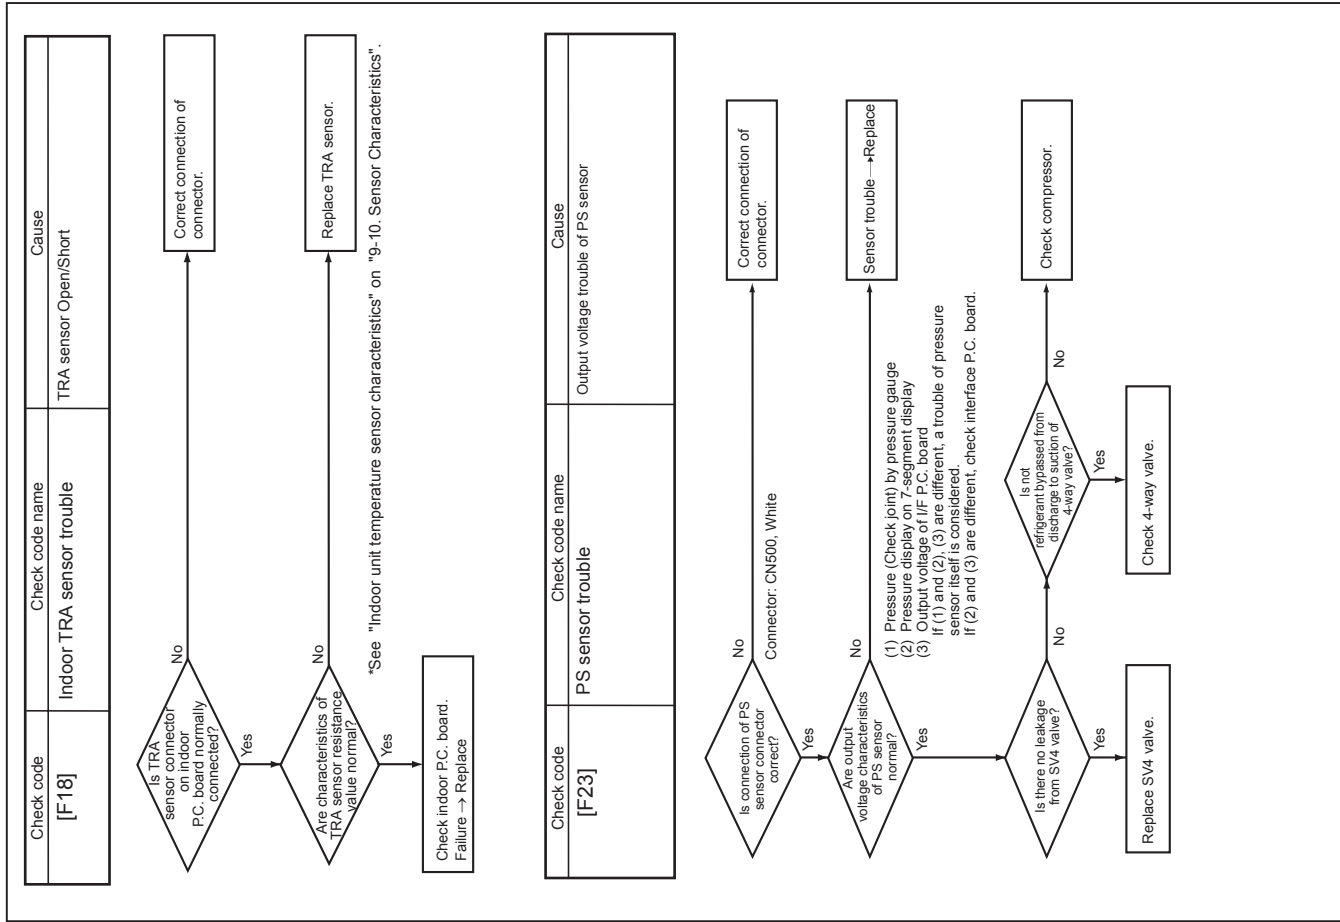 Check code
Check code name
Cause
[F18]
Indoor TRA sensor trouble
TRA sensor Open/Short
Is TRA
sensor connector
on indoor
P.C. board normally
connected?
No
Correct connection of
connector.
Yes
Are characteristics of
TRA sensor resistance
value normal?
No
Replace TRA sensor.
Yes
*See "Indoor unit temperature sensor characteristics" on "9-10. Sensor Characteristics".
Check indoor P.C. board.
Failure → Replace
Check code
Check code name
Cause
[F23]
PS sensor trouble
Output voltage trouble of PS sensor
Is connection of PS
sensor connector
correct?
No
Correct connection of
connector.
Connector: CN500, White
Yes
Are output
voltage characteristics
of PS sensor
normal?
No
Sensor trouble → Replace
Yes
(1) Pressure (Check joint) by pressure gauge
(2) Pressure display on 7-segment display
(3) Output voltage of I/F P.C. board
If (1) and (2), (3) are different, a trouble of pressure
sensor itself is considered.
If (2) and (3) are different, check interface P.C. board.
Is there no leakage
from SV4 valve?
No
Is not
refrigerant bypassed from
discharge to suction of
4-way valve?
No
Check compressor.
Yes
Replace SV4 valve.
Yes
Check 4-way valve.